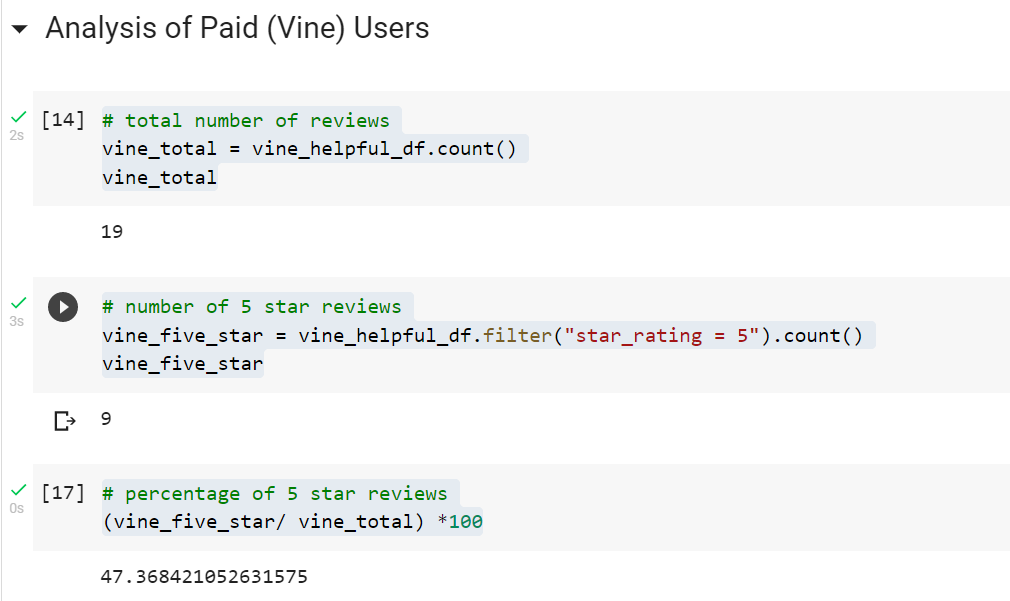 Analysis of Paid (Vine) Users
[14] # total number of reviews
2s
vine_total = vine_helpful_df.count()
vine_total
19
# number of 5 star reviews
3s
vine_five_star = vine_helpful_df.filter("star_rating = 5").count()
vine_five_star
9
[17] # percentage of 5 star reviews
0s
(vine_five_star/ vine_total) *100
47.368421052631575